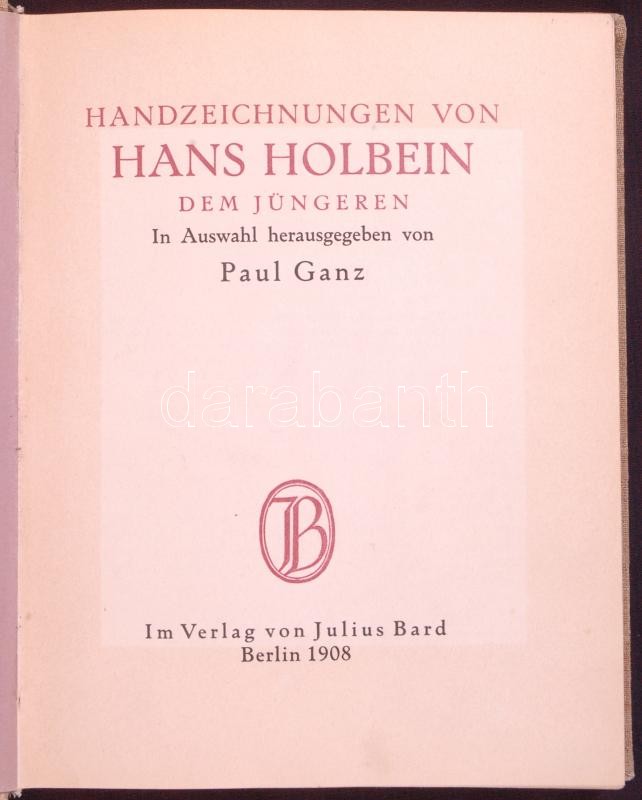 HANDZEICHNUNGEN VON
HANS HOLBEIN
DEM JÜNGEREN
In Auswahl herausgegeben von
Paul Ganz
darabanth
JB
Im Verlag von Julius Bard
Berlin 1908